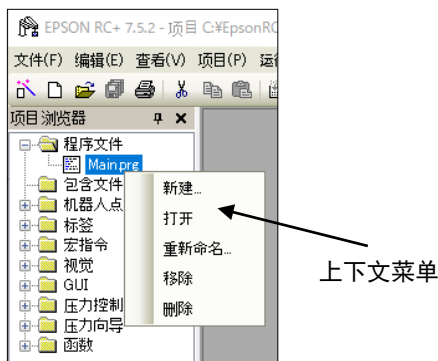 EPSON RC+ 7.5.2 - 项目 C:¥EpsonRC
文件(F) 编辑(E) 查看(V) 项目(P) 运行
项目浏览器
程序文件
Main.prg
包含文件
机器人点
标签
宏指令
视觉
GUI
压力控制
压力向导
函数
新建...
打开
重新命名...
移除
删除
上下文菜单